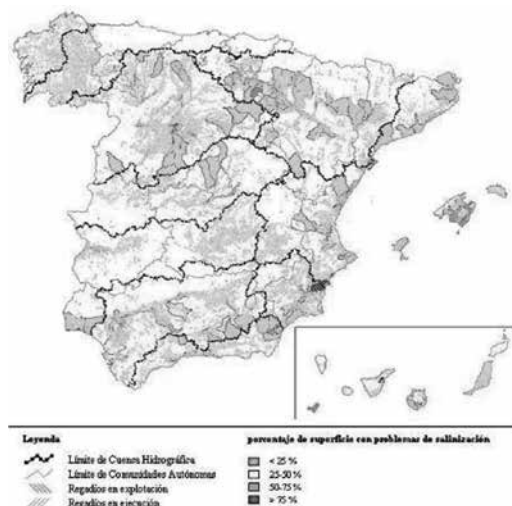 Leyenda
Límite de Cuenca Hidrográfica
Límite de Comunidades Autónomas
Regadíos en explotación
Regadíos en ejecución
porcentaje de superficie con problemas de salinización
< 25 %
25-50 %
50-75 %
> 75 %